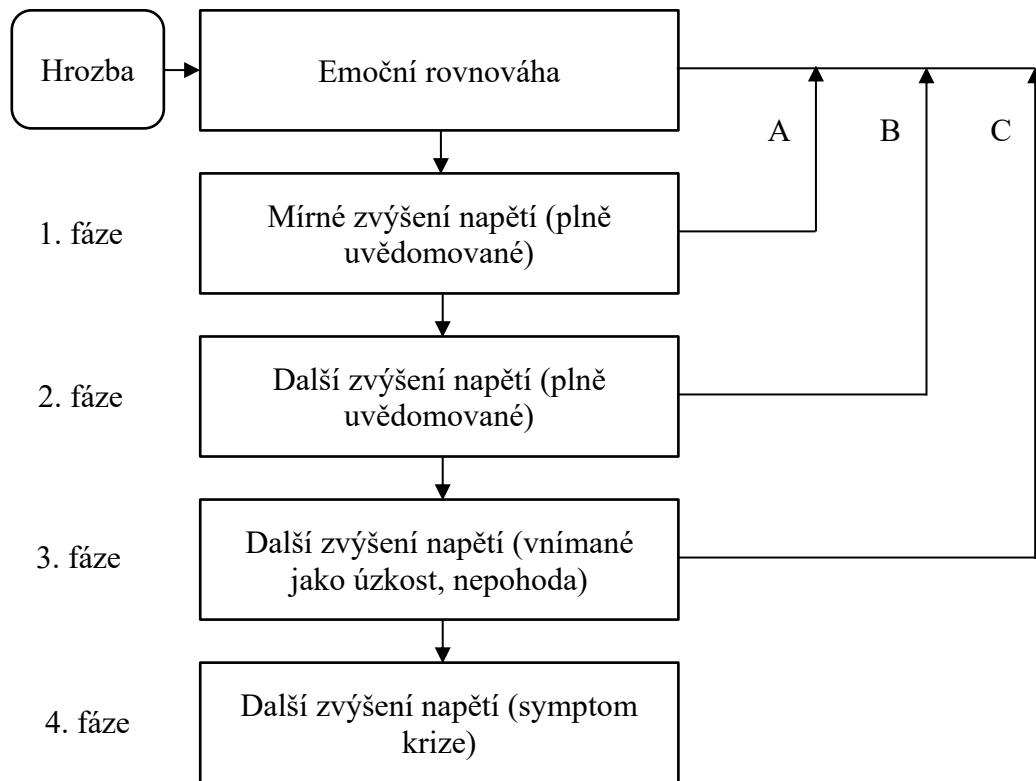 Hrozba
Emoční rovnováha
A
B
C
1. fáze
Mírné zvýšení napětí (plně
uvědomované)
2. fáze
Další zvýšení napětí (plně
uvědomované)
3. fáze
Další zvýšení napětí (vnímané
jako úzkost, nepohoda)
4. fáze
Další zvýšení napětí (symptom
krize)